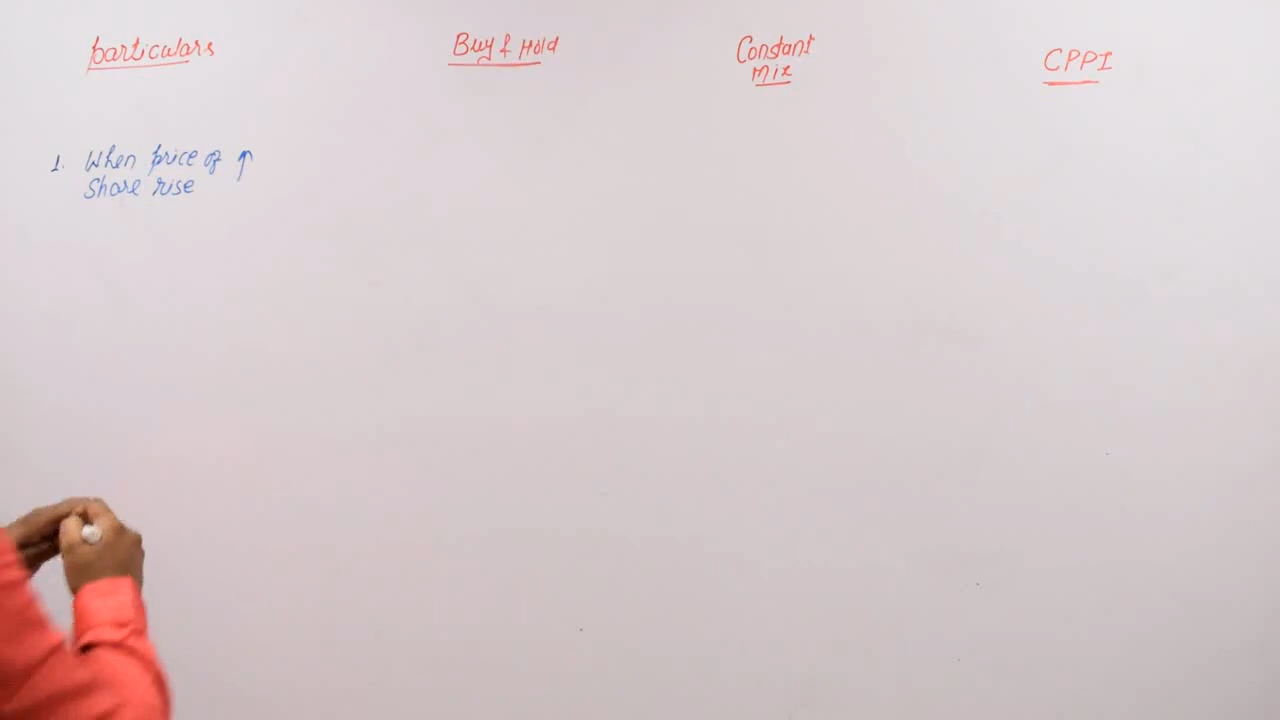 particulars
Buy & Hold
Constant
Mix
CPPI
1. When price of ↑
Share rise